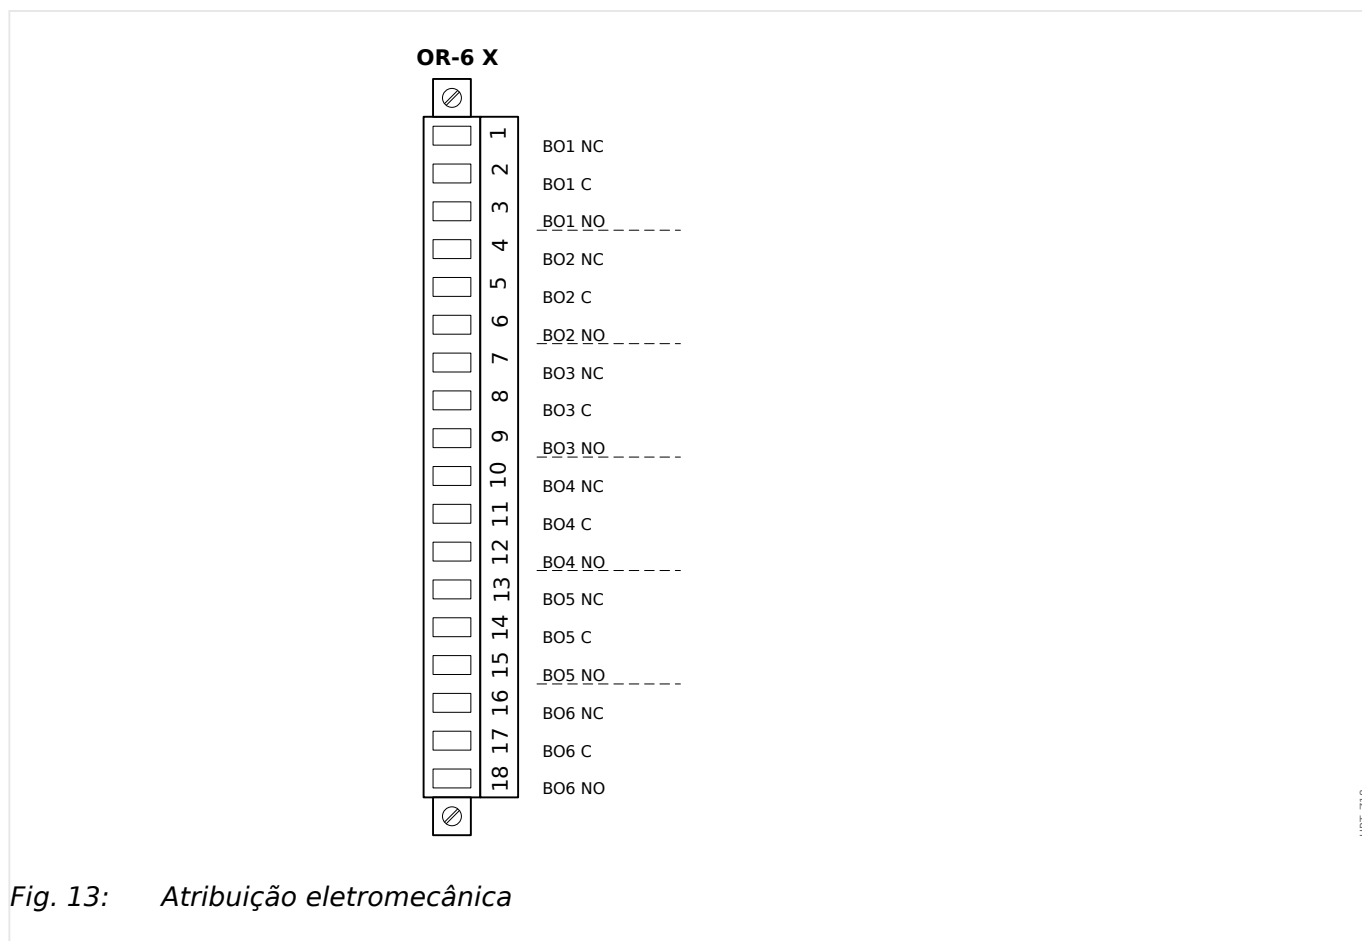 OR-6 X
1 BO1 NC
2 BO1 C
3 BO1 NO
4 BO2 NC
5 BO2 C
6 BO2 NO
7 BO3 NC
8 BO3 C
9 BO3 NO
10 BO4 NC
11 BO4 C
12 BO4 NO
13 BO5 NC
14 BO5 C
15 BO5 NO
16 BO6 NC
17 BO6 C
18 BO6 NO
Fig. 13: Atribuição eletromecânica